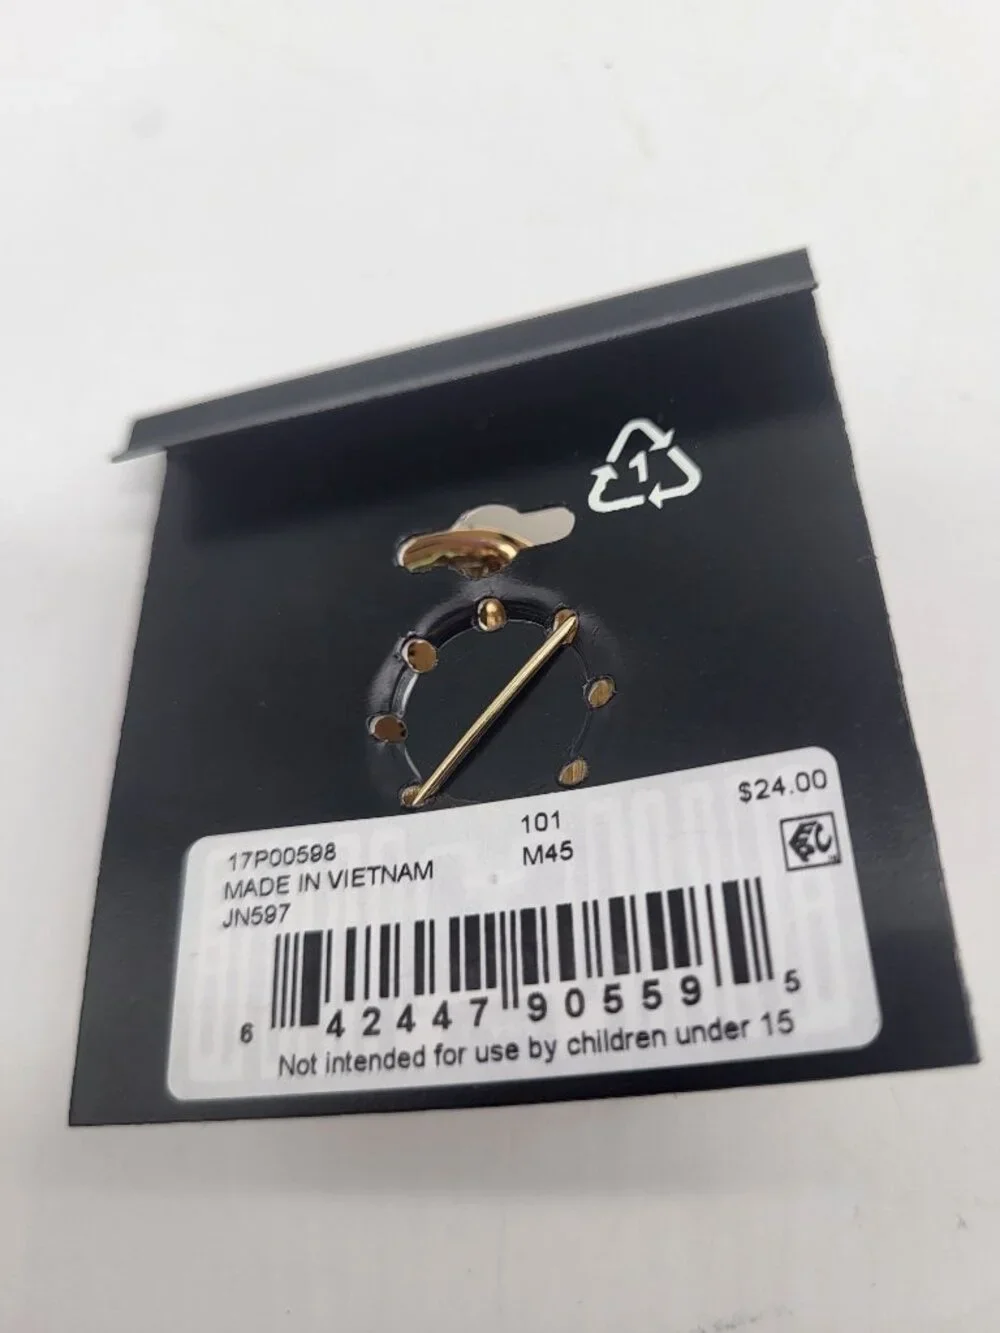 1
$24.00
17P00598 101
MADE IN VIETNAM M45
JN597
6 42447 90559 5
Not intended for use by children under 15